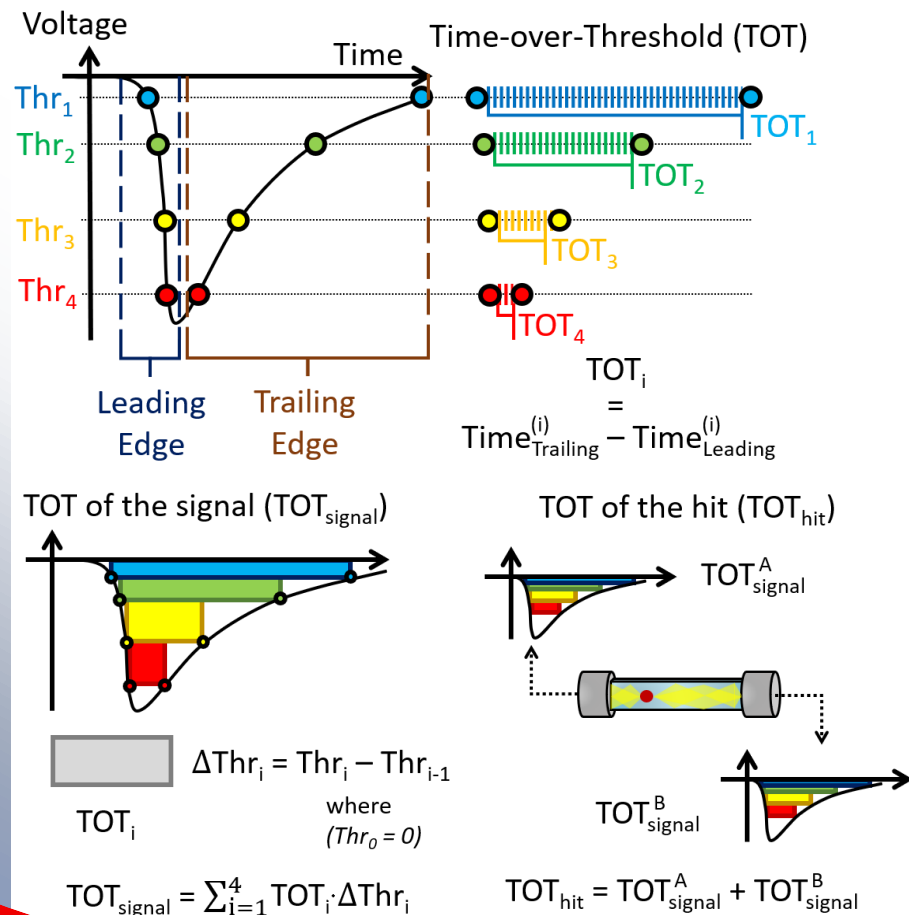 Voltage
Time
Time-over-Threshold (TOT)
Thr₁
TOT₁
Thr₂
TOT₂
Thr₃
TOT₃
Thr₄
TOT₄
Leading
Edge
Trailing
Edge
TOTᵢ
=
Time⁽ⁱ⁾Trailing − Time⁽ⁱ⁾Leading
TOT of the signal (TOTsignal)
TOT of the hit (TOThit)
TOTᴬsignal
ΔThrᵢ = Thrᵢ − Thrᵢ₋₁
where
(Thr₀ = 0)
TOTᵢ
TOTᴮsignal
TOTsignal = ∑⁴ᵢ₌₁ TOTᵢ·ΔThrᵢ
TOThit = TOTᴬsignal + TOTᴮsignal